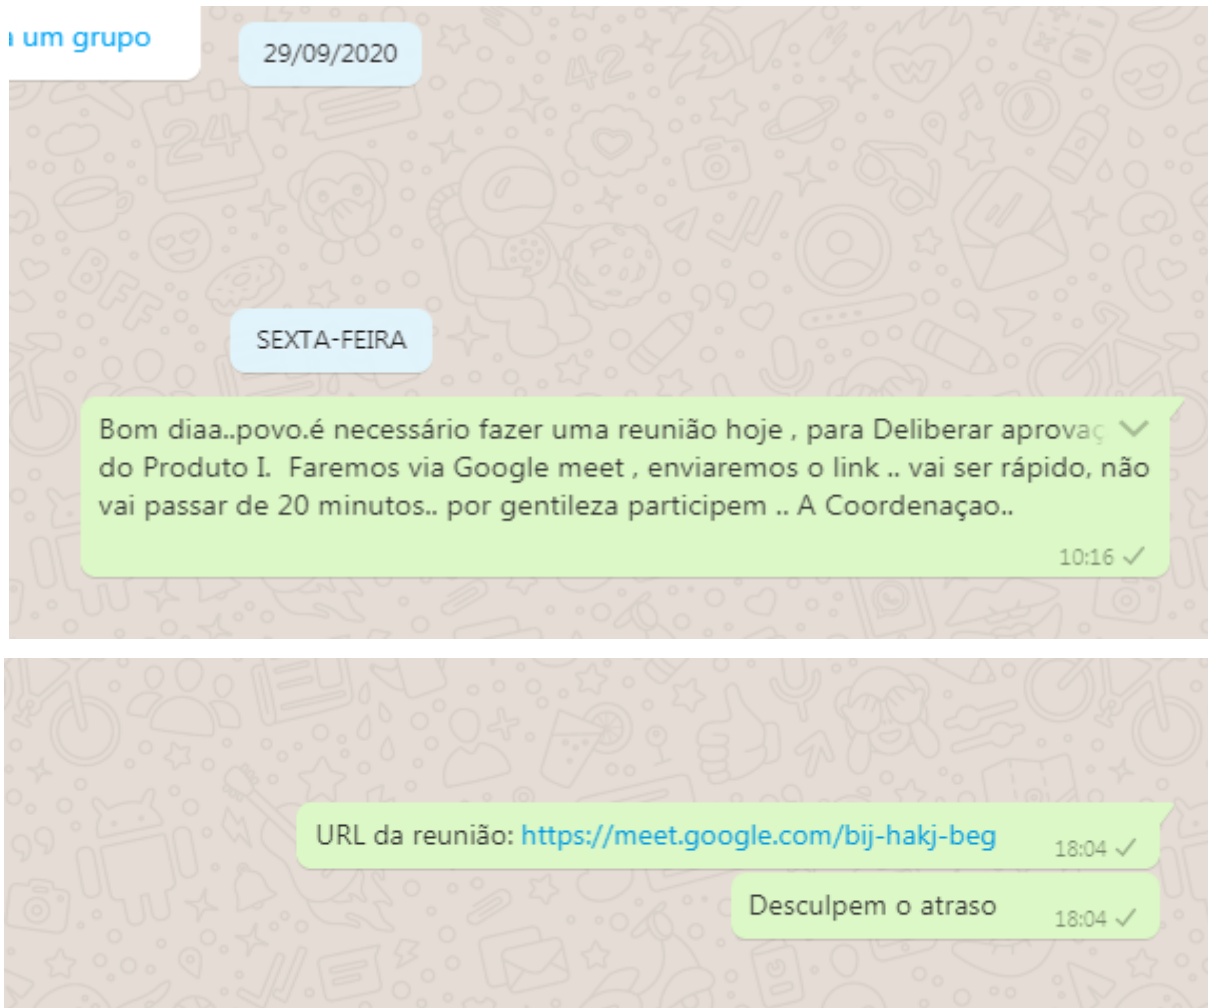 um grupo
29/09/2020
SEXTA-FEIRA
Bom diaa..povo.é necessário fazer uma reunião hoje , para Deliberar
do Produto I. Faremos via Google meet , enviaremos o link .. vai ser rápido, não
vai passar de 20 minutos.. por gentileza participem .. A Coordenaçao..
10:16
URL da reunião: https://meet.google.com/bij-hakj-beg
18:04
Desculpem o atraso
18:04